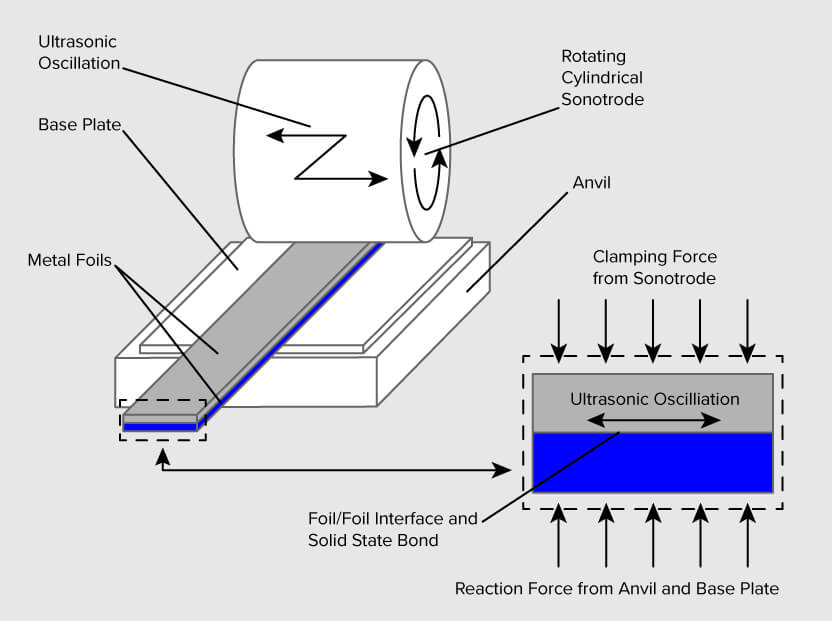 Ultrasonic
Oscillation
Rotating
Cylindrical
Sonotrode
Base Plate
Anvil
Metal Foils
Clamping Force
from Sonotrode
Ultrasonic Oscilliation
Foil/Foil Interface and
Solid State Bond
Reaction Force from Anvil and Base Plate